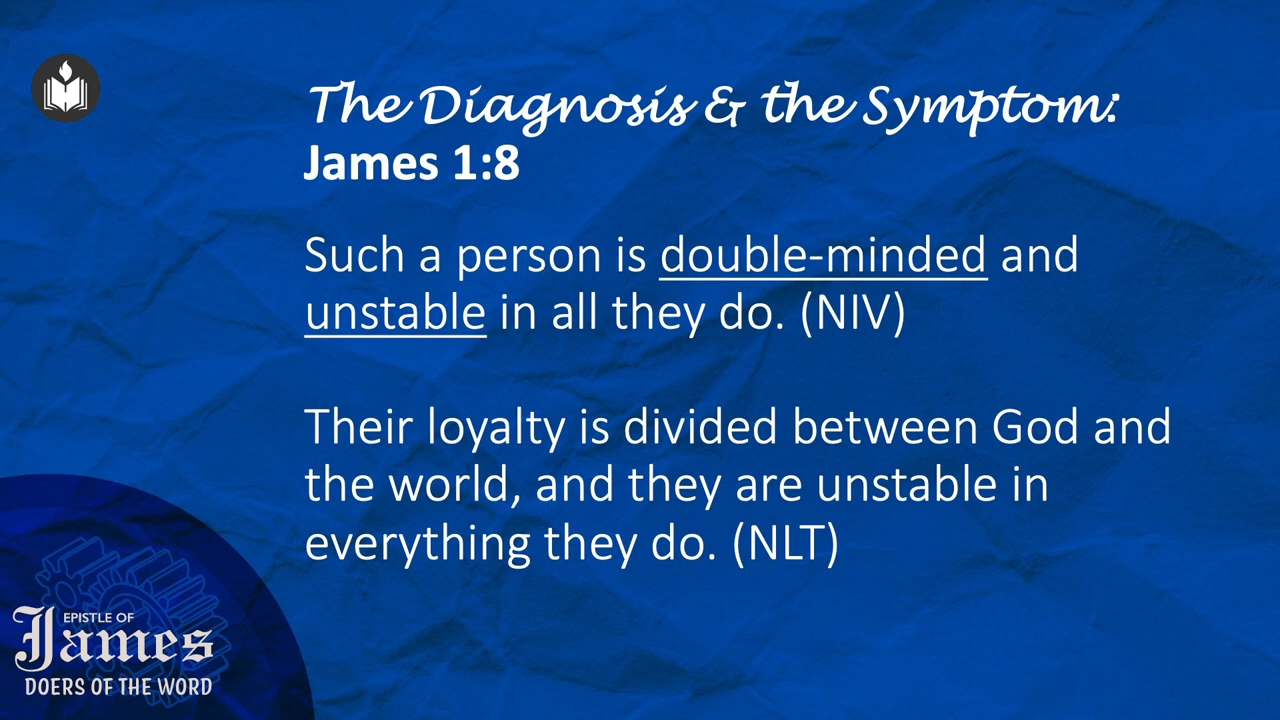 The Diagnosis & the Symptom:
James 1:8
Such a person is double-minded and
unstable in all they do. (NIV)
Their loyalty is divided between God and
the world, and they are unstable in
everything they do. (NLT)
EPISTLE OF
James
DOERS OF THE WORD